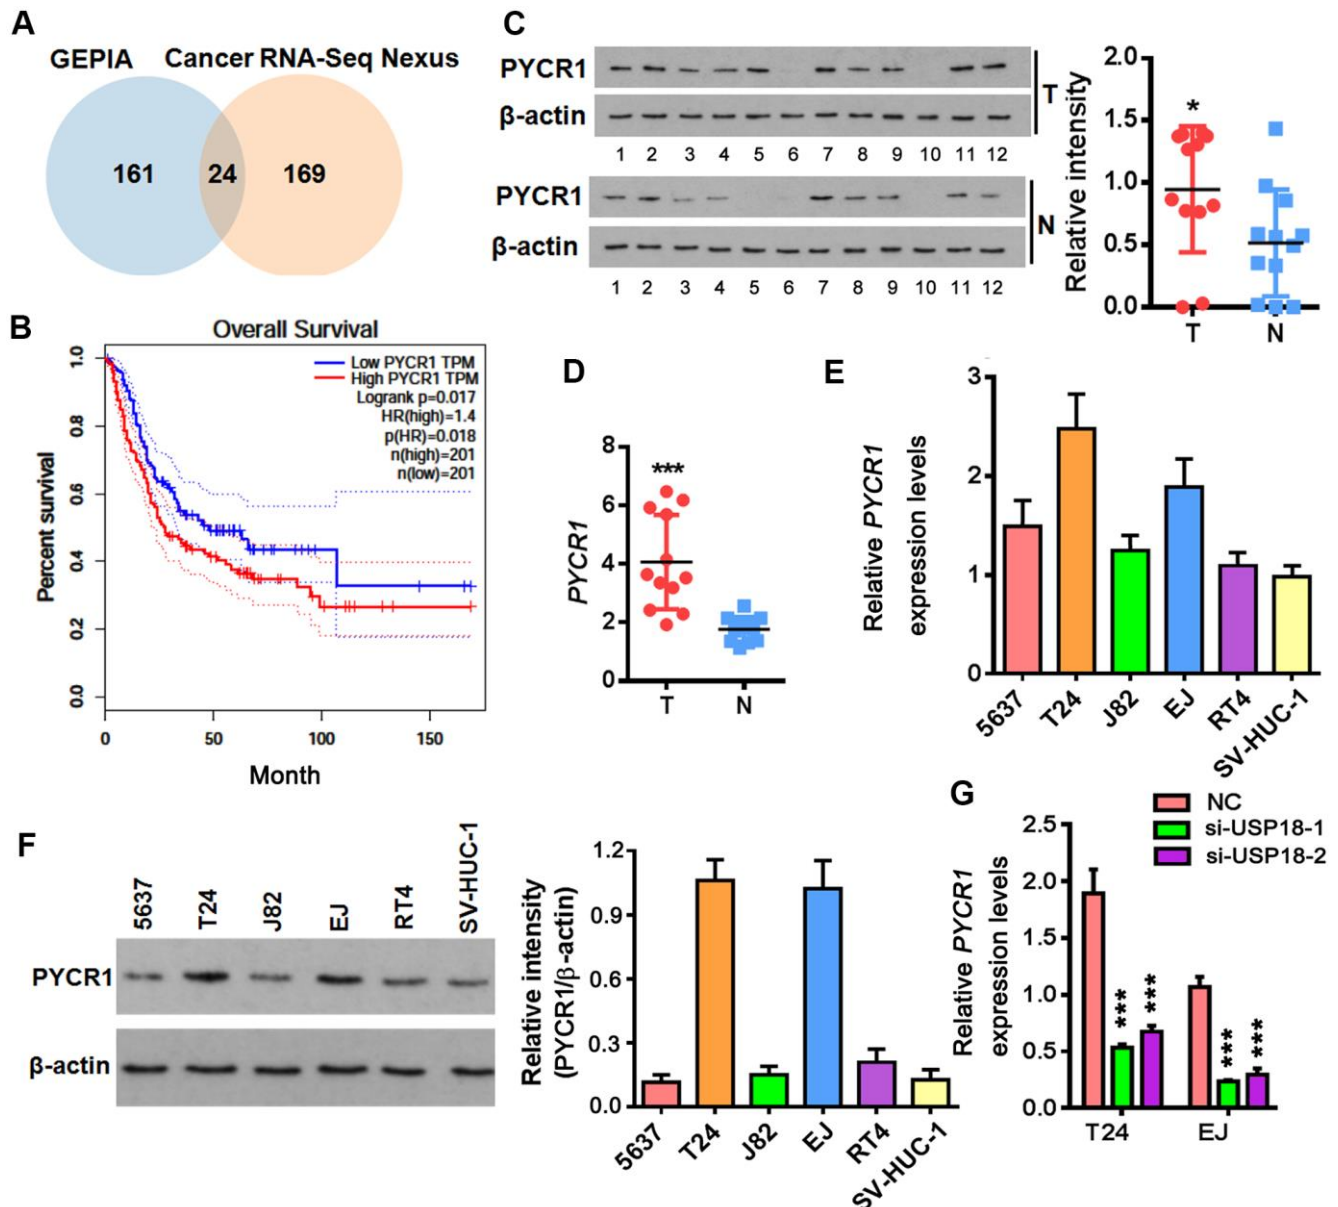 A
GEPIA
Cancer RNA-Seq Nexus
161
24
169
B
Overall Survival
Low PYCR1 TPM
High PYCR1 TPM
Logrank p=0.017
HR(high)=1.4
p(HR)=0.018
n(high)=201
n(low)=201
Percent survival
1.0
0.8
0.6
0.4
0.2
0.0
0 50 100 150
Month
C
PYCR1
β-actin
T
1 2 3 4 5 6 7 8 9 10 11 12
PYCR1
β-actin
N
1 2 3 4 5 6 7 8 9 10 11 12
Relative intensity
2.0
1.5
1.0
0.5
0.0
*
T N
D
PYCR1
8
6
4
2
0
***
T N
E
Relative PYCR1
expression levels
3
2
1
0
5637 T24 J82 EJ RT4 SV-HUC-1
F
5637 T24 J82 EJ RT4 SV-HUC-1
PYCR1
β-actin
Relative intensity
(PYCR1/β-actin)
1.2
0.9
0.6
0.3
0.0
5637 T24 J82 EJ RT4 SV-HUC-1
G
NC
si-USP18-1
si-USP18-2
Relative PYCR1
expression levels
2.5
2.0
1.5
1.0
0.5
0.0
*** *** *** ***
T24 EJ